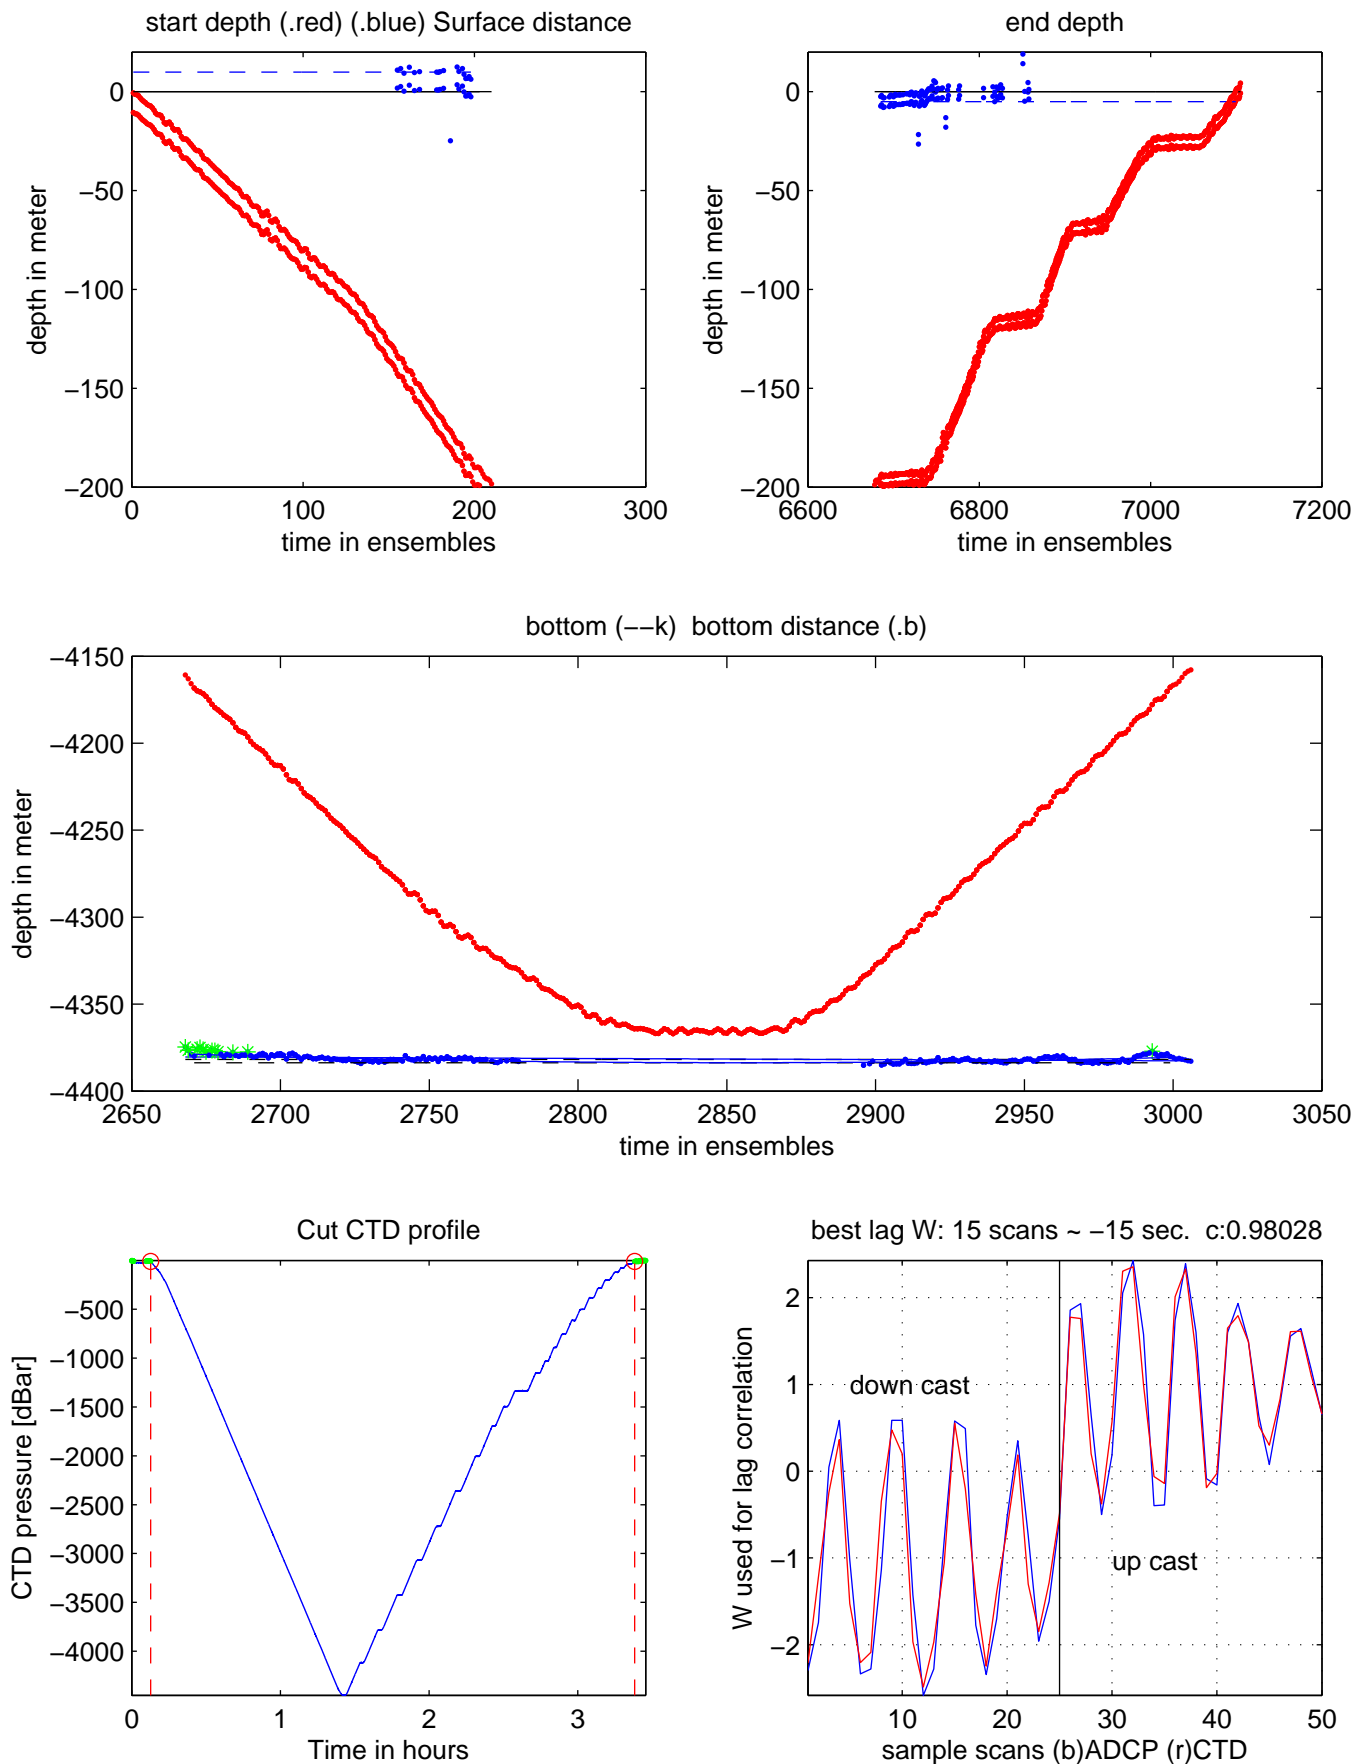 start depth (.red) (.blue) Surface distance
0
−50
−100
−150
−200
depth in meter
0 100 200 300
time in ensembles
end depth
0
−50
−100
−150
−200
depth in meter
6600 6800 7000 7200
time in ensembles
bottom (−−k)  bottom distance (.b)
−4150
−4200
−4250
−4300
−4350
−4400
depth in meter
2650 2700 2750 2800 2850 2900 2950 3000 3050
time in ensembles
Cut CTD profile
−500
−1000
−1500
−2000
−2500
−3000
−3500
−4000
CTD pressure [dBar]
0 1 2 3
Time in hours
best lag W: 15 scans ~ −15 sec.  c:0.98028
2
1
0
−1
−2
W used for lag correlation
down cast
up cast
10 20 30 40 50
sample scans (b)ADCP (r)CTD